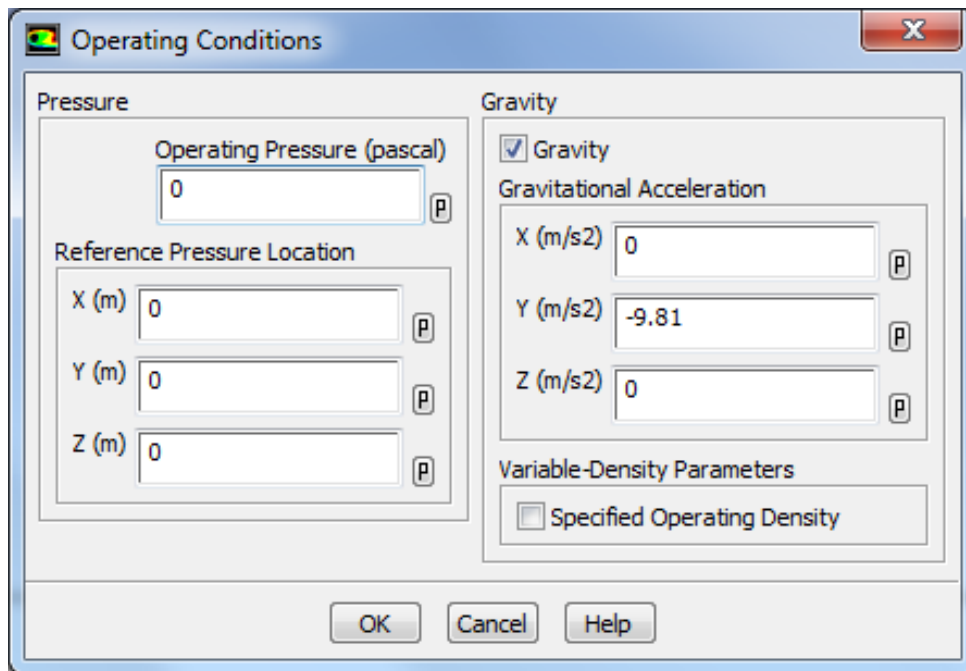 Operating Conditions
Pressure
Operating Pressure (pascal)
0
P
Reference Pressure Location
X (m) 0 P
Y (m) 0 P
Z (m) 0 P
Gravity
Gravity
Gravitational Acceleration
X (m/s2) 0 P
Y (m/s2) -9.81 P
Z (m/s2) 0 P
Variable-Density Parameters
Specified Operating Density
OK Cancel Help